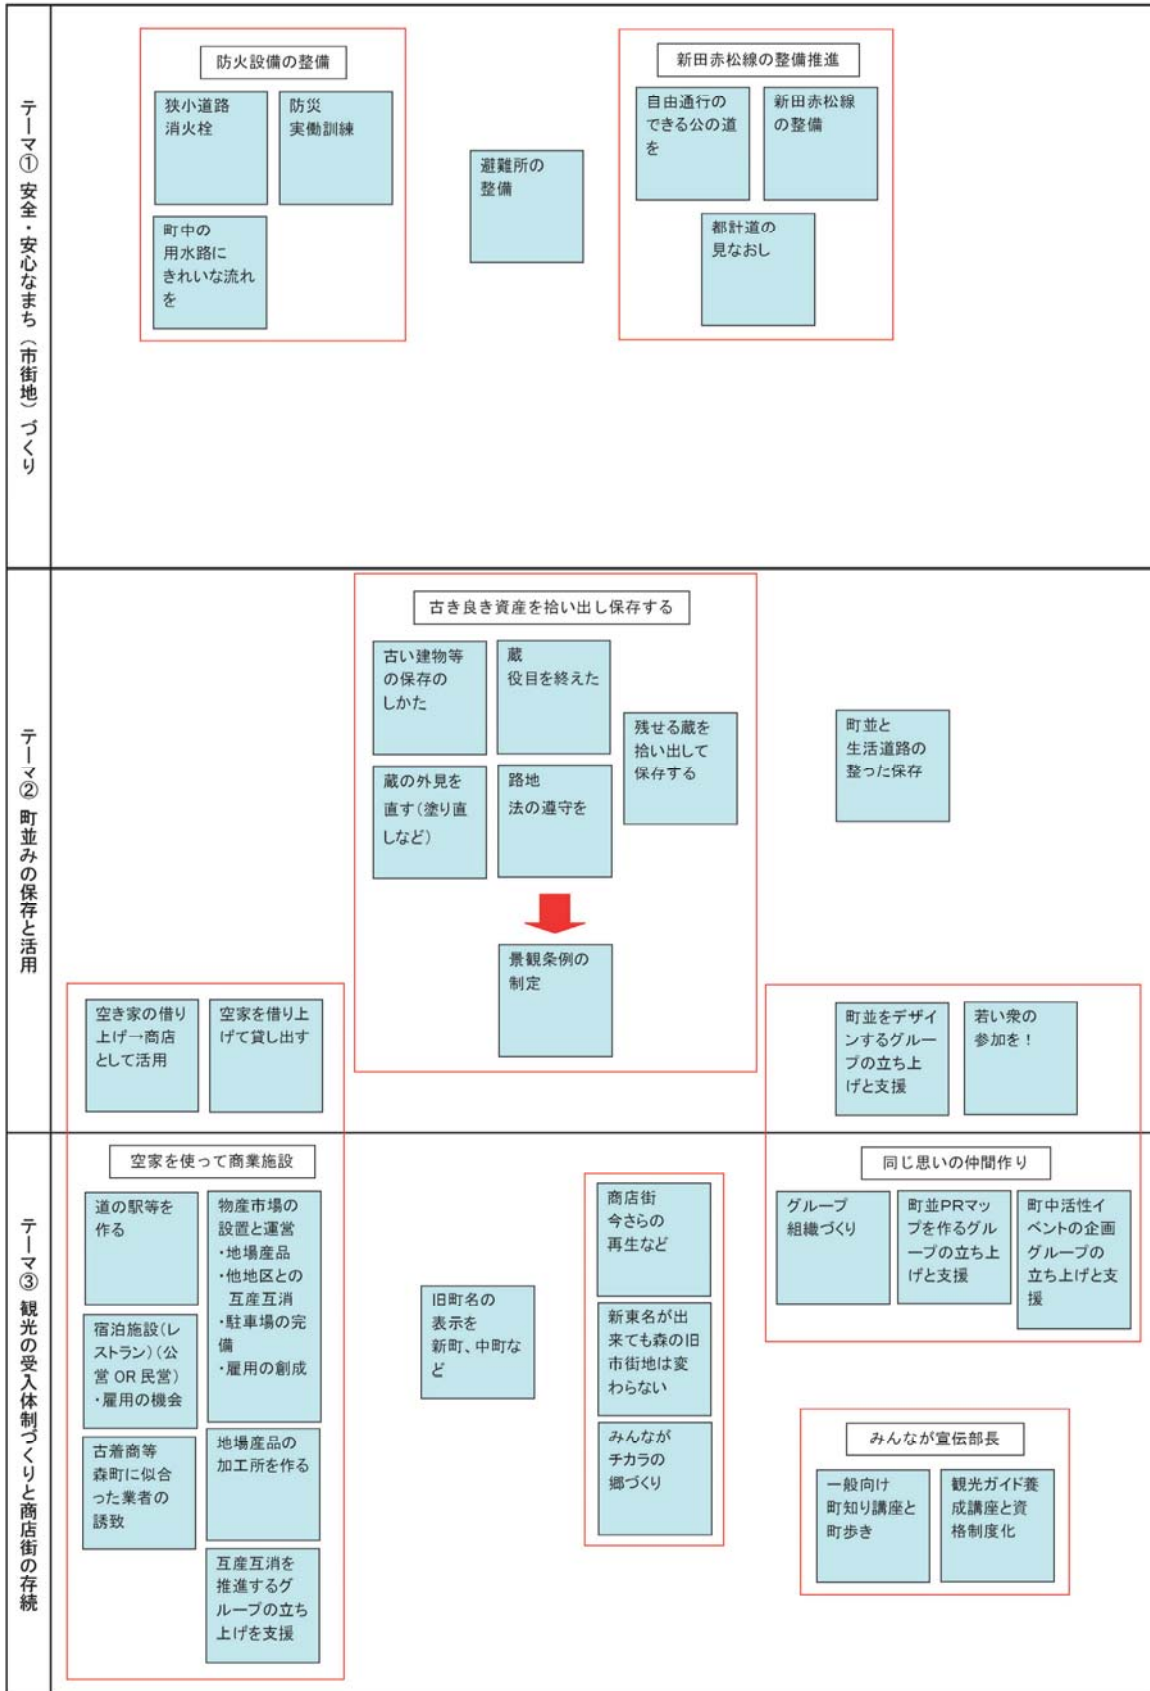 テーマ① 安全・安心なまち（市街地）づくり
防火設備の整備
狭小道路
消火栓
防災
実働訓練
町中の
用水路に
きれいな流れ
を
避難所の
整備
新田赤松線の整備推進
自由通行の
できる公の道
を
新田赤松線
の整備
都計道の
見なおし
テーマ② 町並みの保存と活用
古き良き資産を拾い出し保存する
古い建物等
の保存の
しかた
蔵
役目を終えた
残せる蔵を
拾い出して
保存する
蔵の外見を
直す（塗り直
しなど）
路地
法の遵守を
景観条例の
制定
町並と
生活道路の
整った保存
空き家の借り
上げ→商店
として活用
空家を借り上
げて貸し出す
町並をデザイ
ンするグルー
プの立ち上
げと支援
若い衆の
参加を！
テーマ③ 観光の受入体制づくりと商店街の存続
空家を使って商業施設
道の駅等を
作る
物産市場の
設置と運営
・地場産品
・他地区との
互産互消
・駐車場の完
備
・雇用の創成
宿泊施設（レ
ストラン）（公
営 OR 民営）
・雇用の機会
古着商等
森町に似合
った業者の
誘致
地場産品の
加工所を作る
互産互消を
推進するグ
ループの立ち
上げを支援
旧町名の
表示を
新町、中町な
ど
商店街
今さらの
再生など
新東名が出
来ても森の旧
市街地は変
わらない
みんなが
チカラの
郷づくり
同じ思いの仲間作り
グループ
組織づくり
町並PRマッ
プを作るグ
ループの立ち
上げと支援
町中活性イ
ベントの企画
グループの
立ち上げと支
援
みんなが宣伝部長
一般向け
町知り講座と
町歩き
観光ガイド養
成講座と資
格制度化